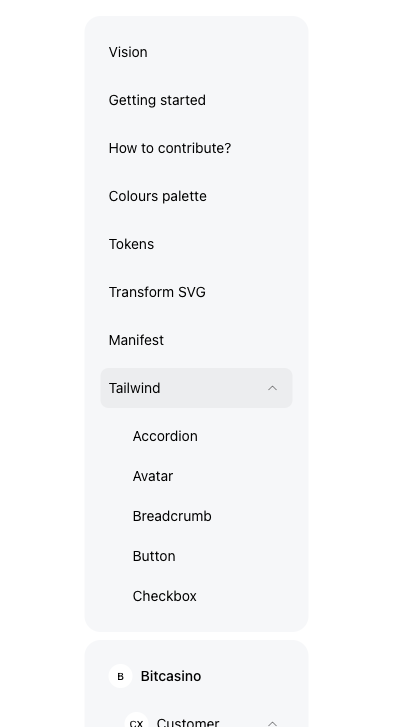 Vision
Getting started
How to contribute?
Colours palette
Tokens
Transform SVG
Manifest
Tailwind
Accordion
Avatar
Breadcrumb
Button
Checkbox
B Bitcasino
CX Customer